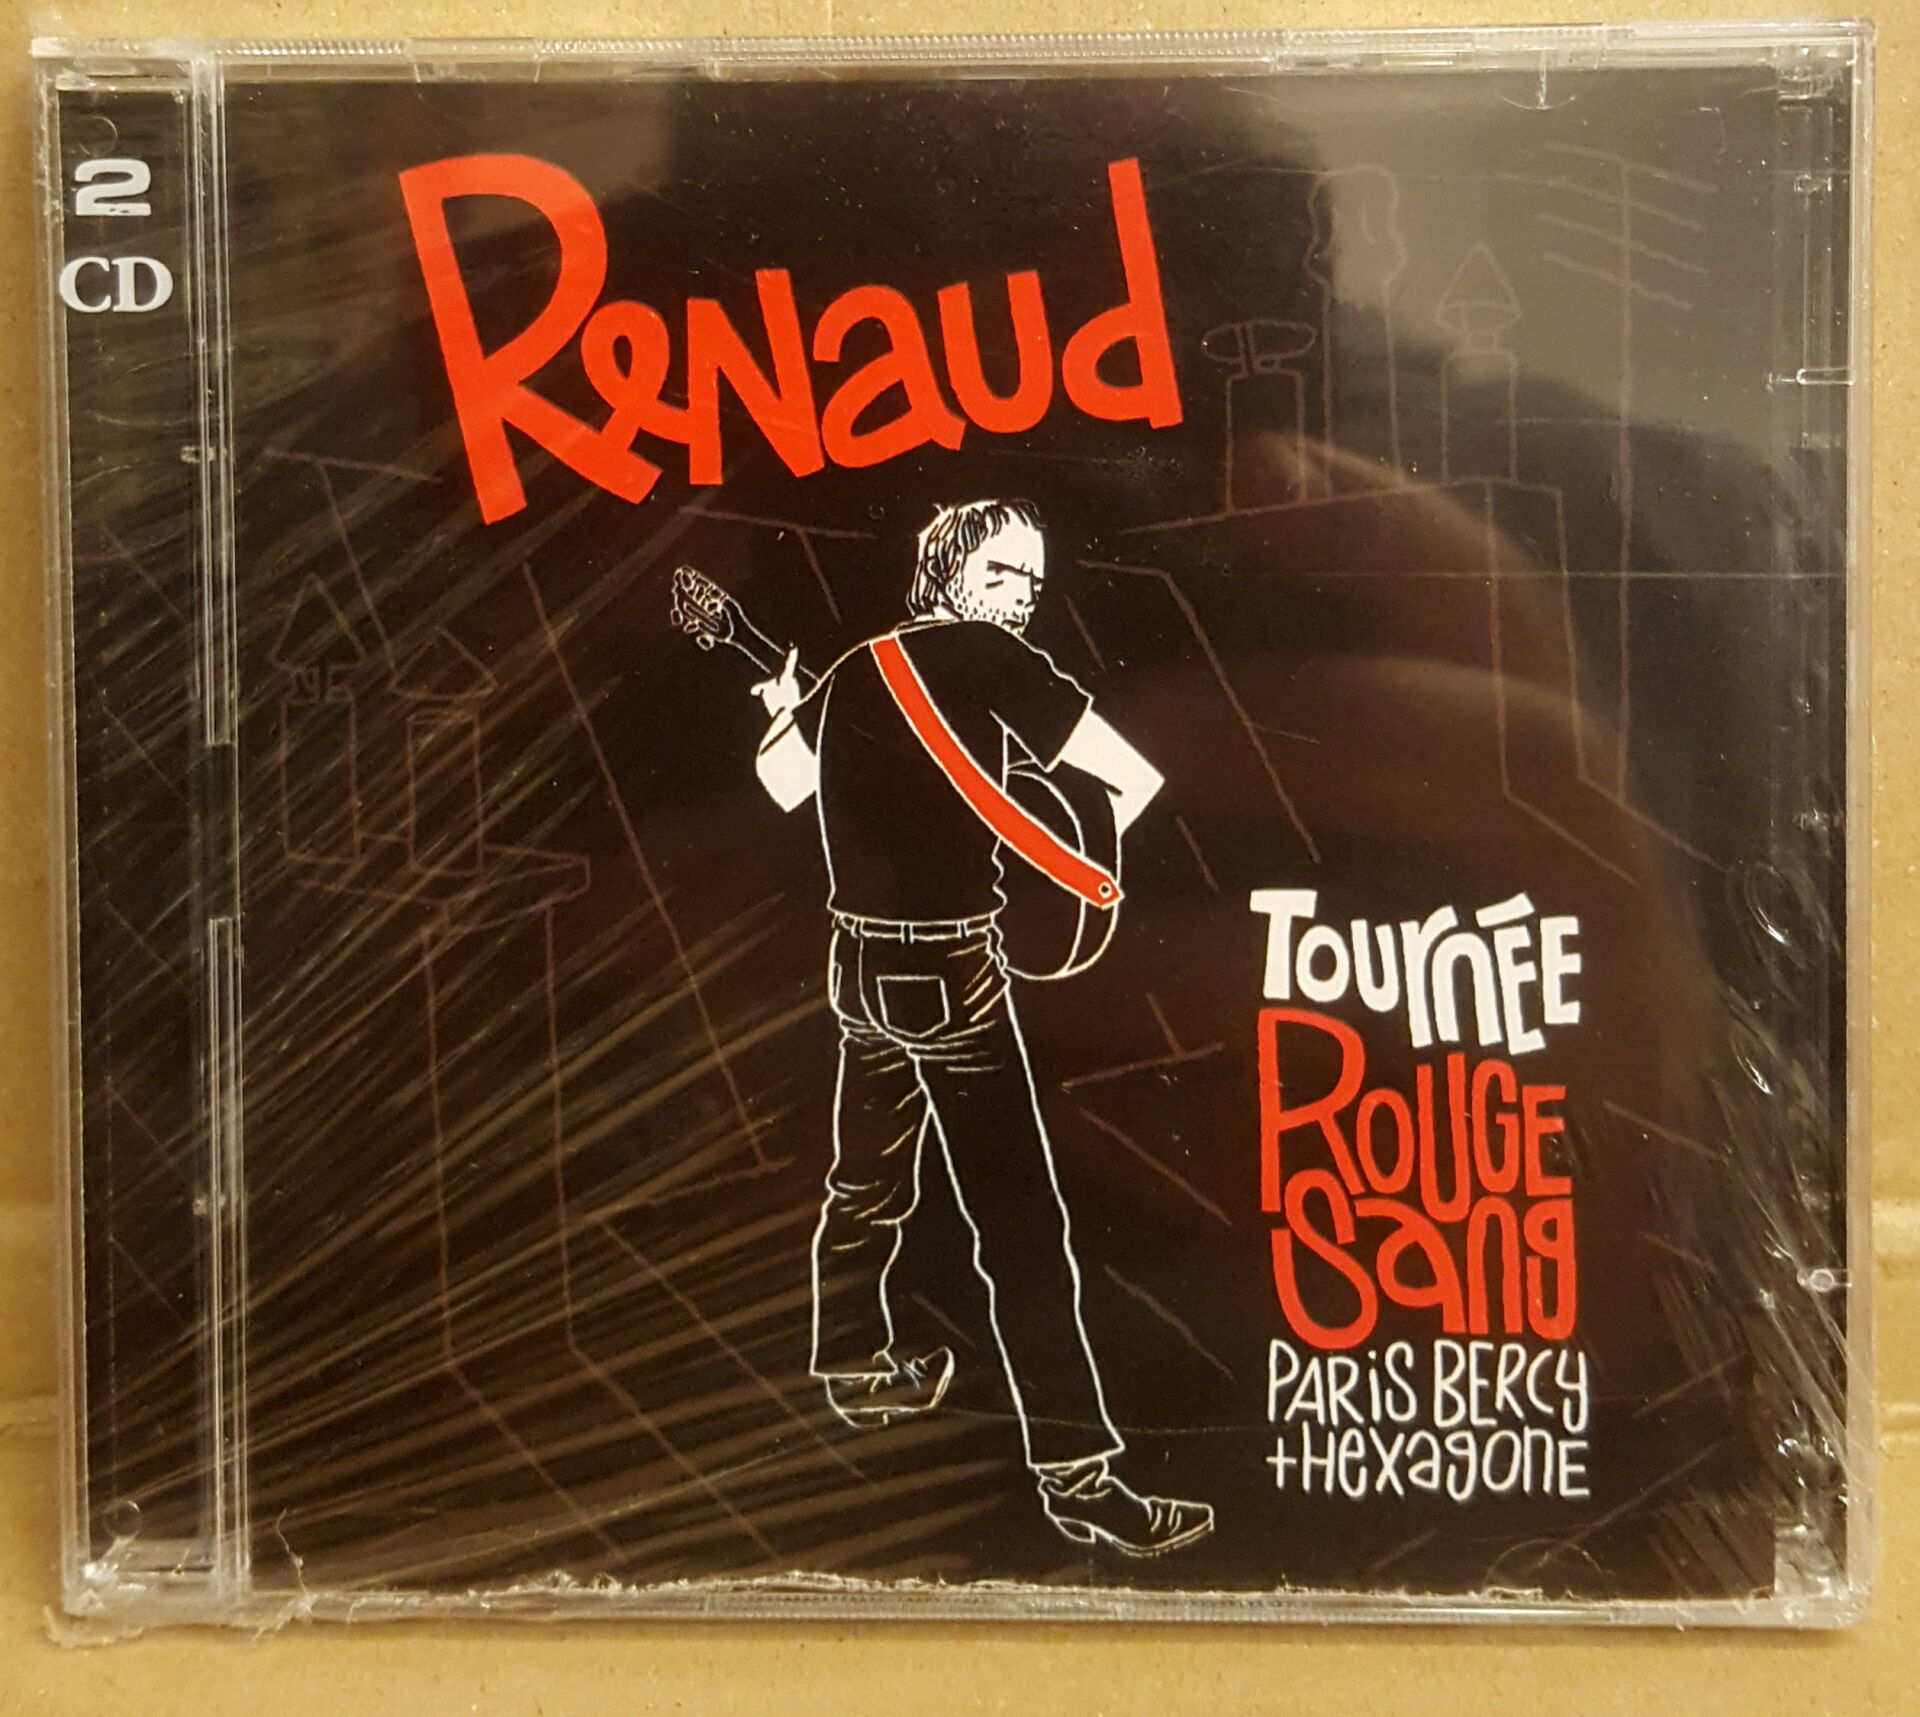 2
CD
Renaud
Tournée
Rouge
Sang
Paris Bercy
+Hexagone